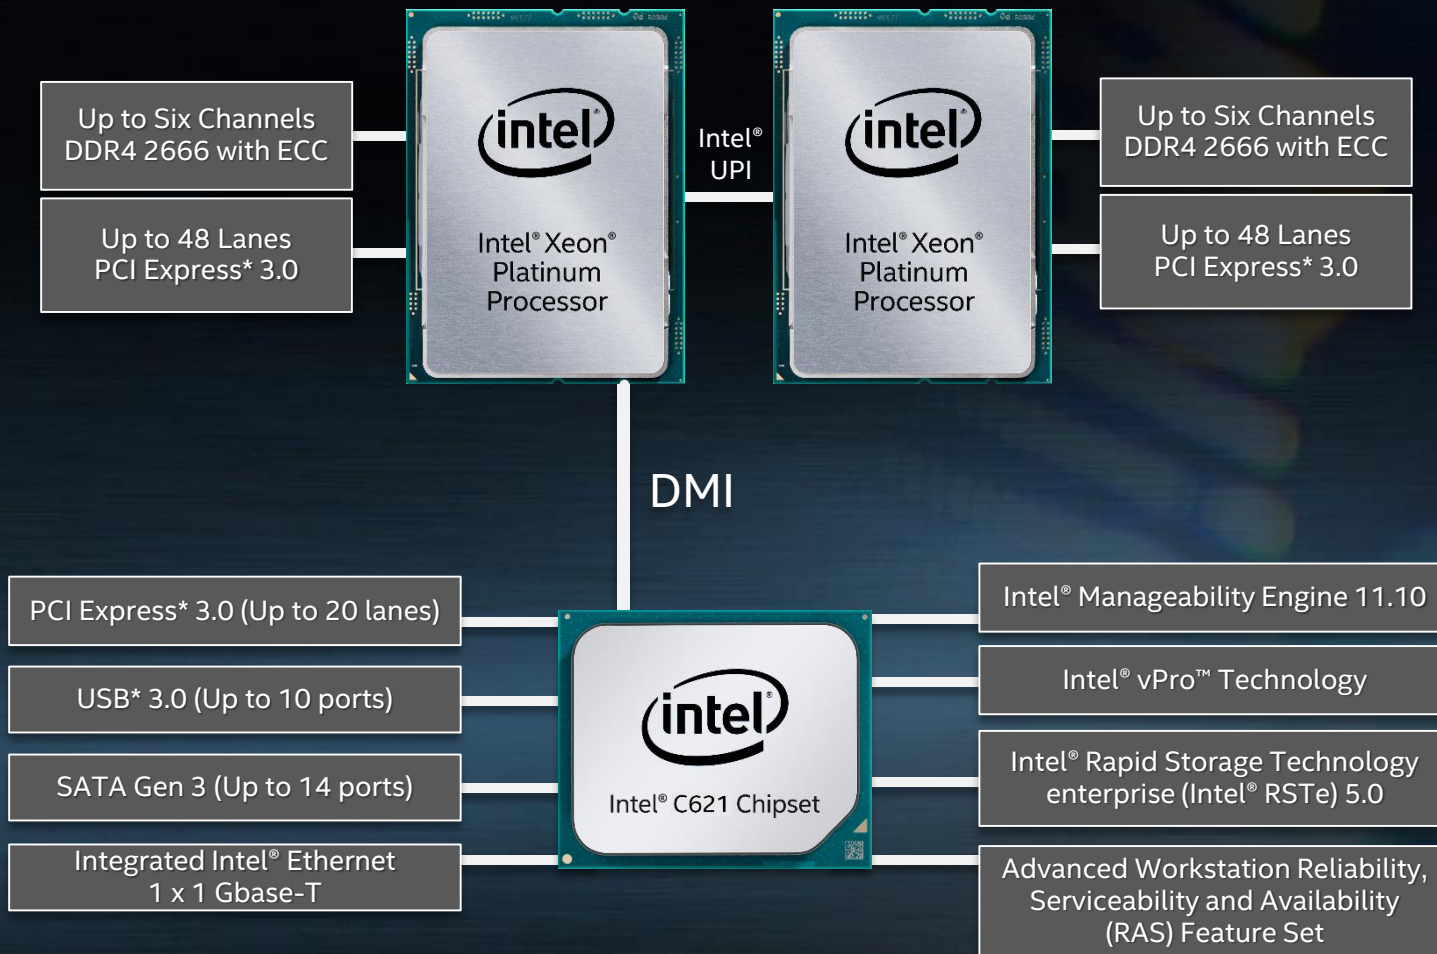 Up to Six Channels
DDR4 2666 with ECC
Up to 48 Lanes
PCI Express* 3.0
intel®
Intel® Xeon®
Platinum
Processor
Intel®
UPI
intel®
Intel® Xeon®
Platinum
Processor
Up to Six Channels
DDR4 2666 with ECC
Up to 48 Lanes
PCI Express* 3.0
DMI
PCI Express* 3.0 (Up to 20 lanes)
USB* 3.0 (Up to 10 ports)
SATA Gen 3 (Up to 14 ports)
Integrated Intel® Ethernet
1 x 1 Gbase-T
intel®
Intel® C621 Chipset
Intel® Manageability Engine 11.10
Intel® vPro™ Technology
Intel® Rapid Storage Technology
enterprise (Intel® RSTe) 5.0
Advanced Workstation Reliability,
Serviceability and Availability
(RAS) Feature Set